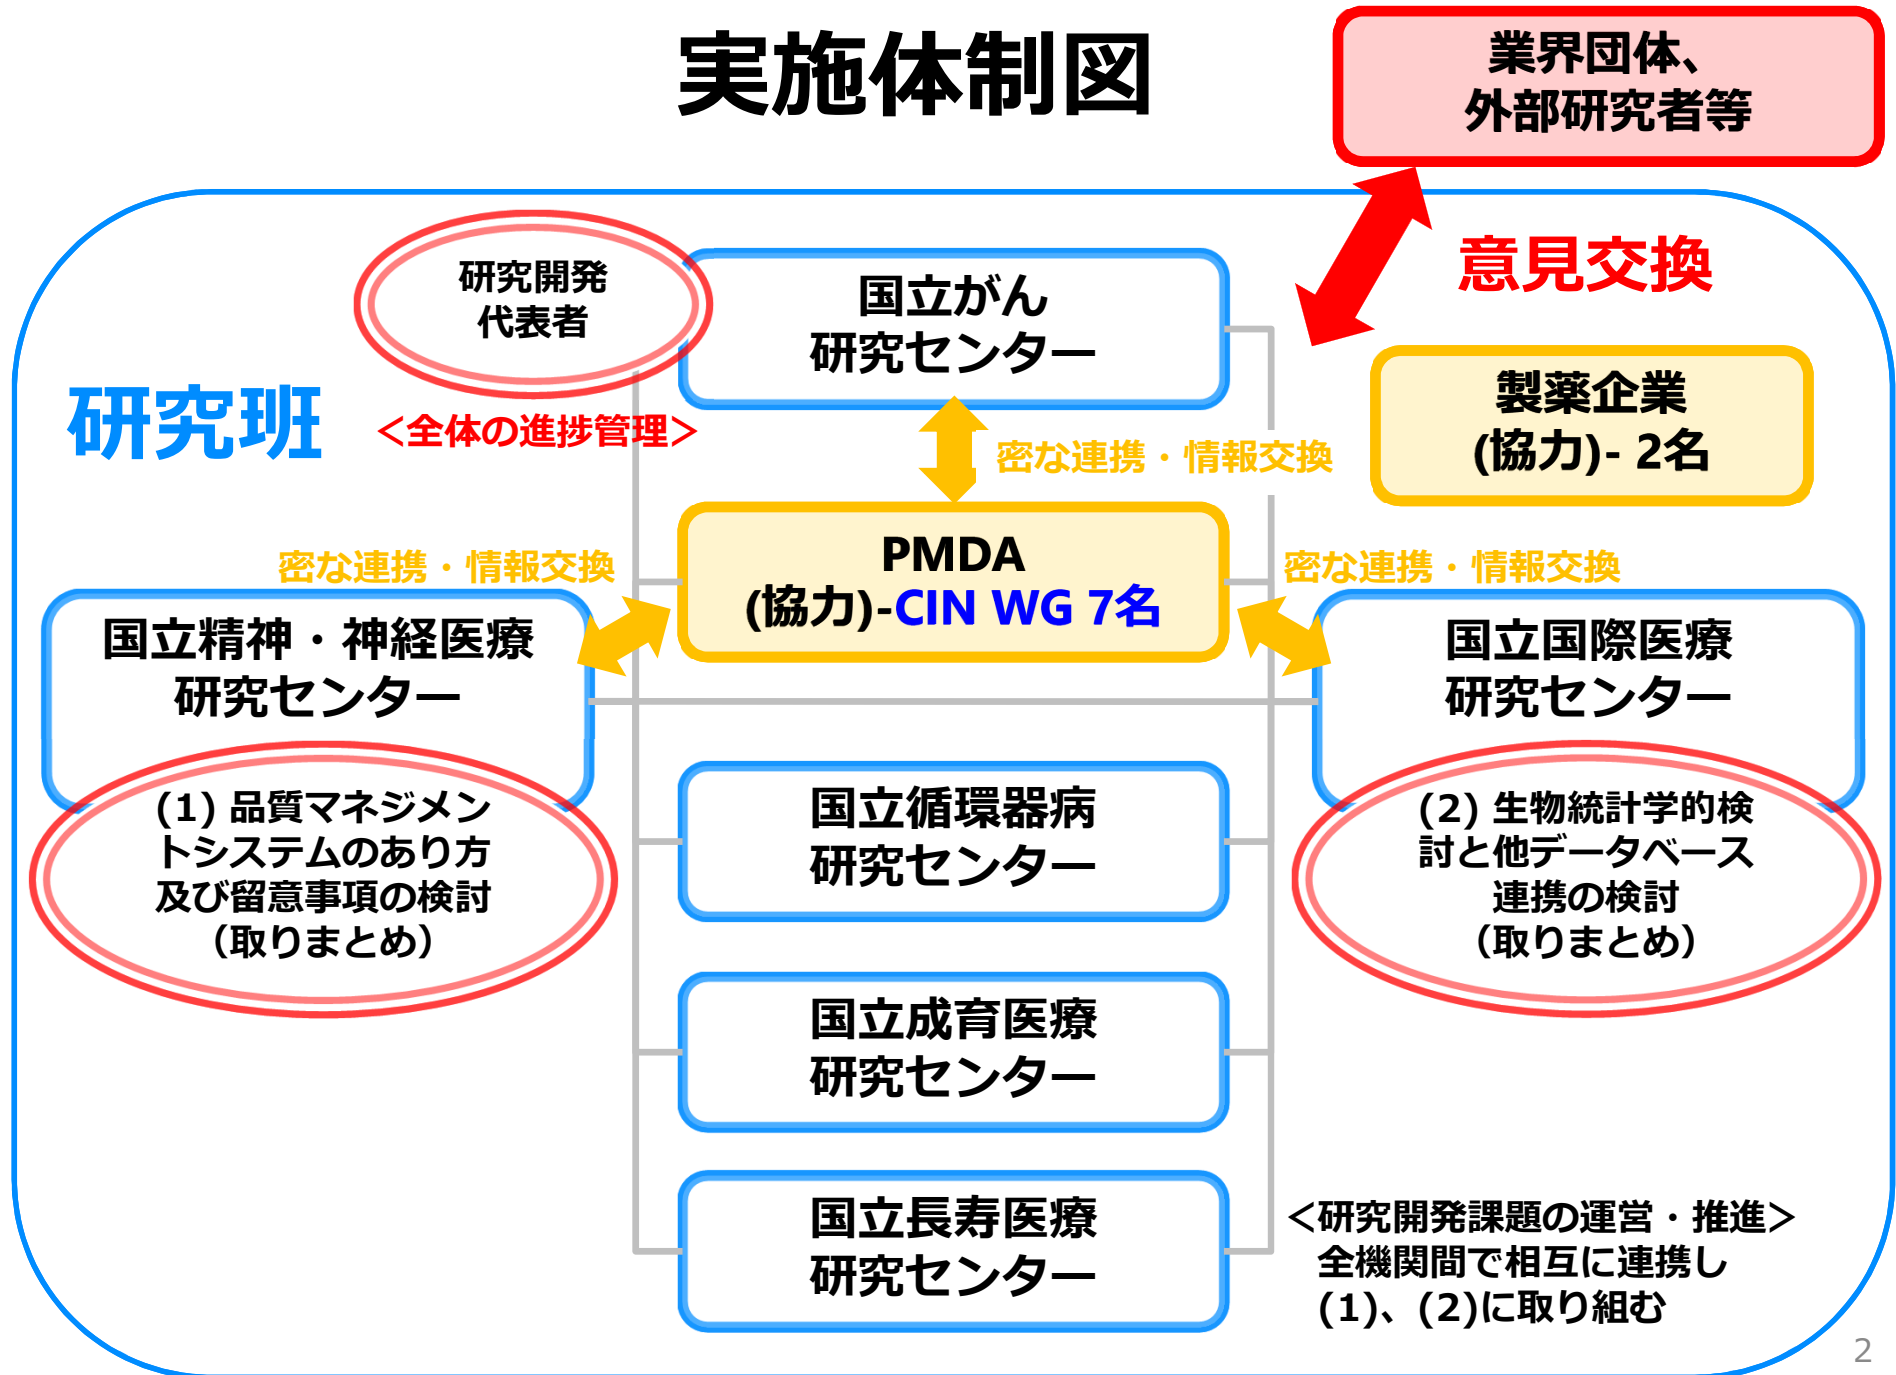 実施体制図
業界団体、
外部研究者等
意見交換
研究開発
代表者
国立がん
研究センター
研究班
＜全体の進捗管理＞
製薬企業
(協力)- 2名
密な連携・情報交換
PMDA
(協力)-CIN WG 7名
密な連携・情報交換
密な連携・情報交換
国立精神・神経医療
研究センター
国立国際医療
研究センター
(1) 品質マネジメン
トシステムのあり方
及び留意事項の検討
（取りまとめ）
国立循環器病
研究センター
(2) 生物統計学的検
討と他データベース
連携の検討
（取りまとめ）
国立成育医療
研究センター
国立長寿医療
研究センター
＜研究開発課題の運営・推進＞
全機関間で相互に連携し
(1)、(2)に取り組む
2